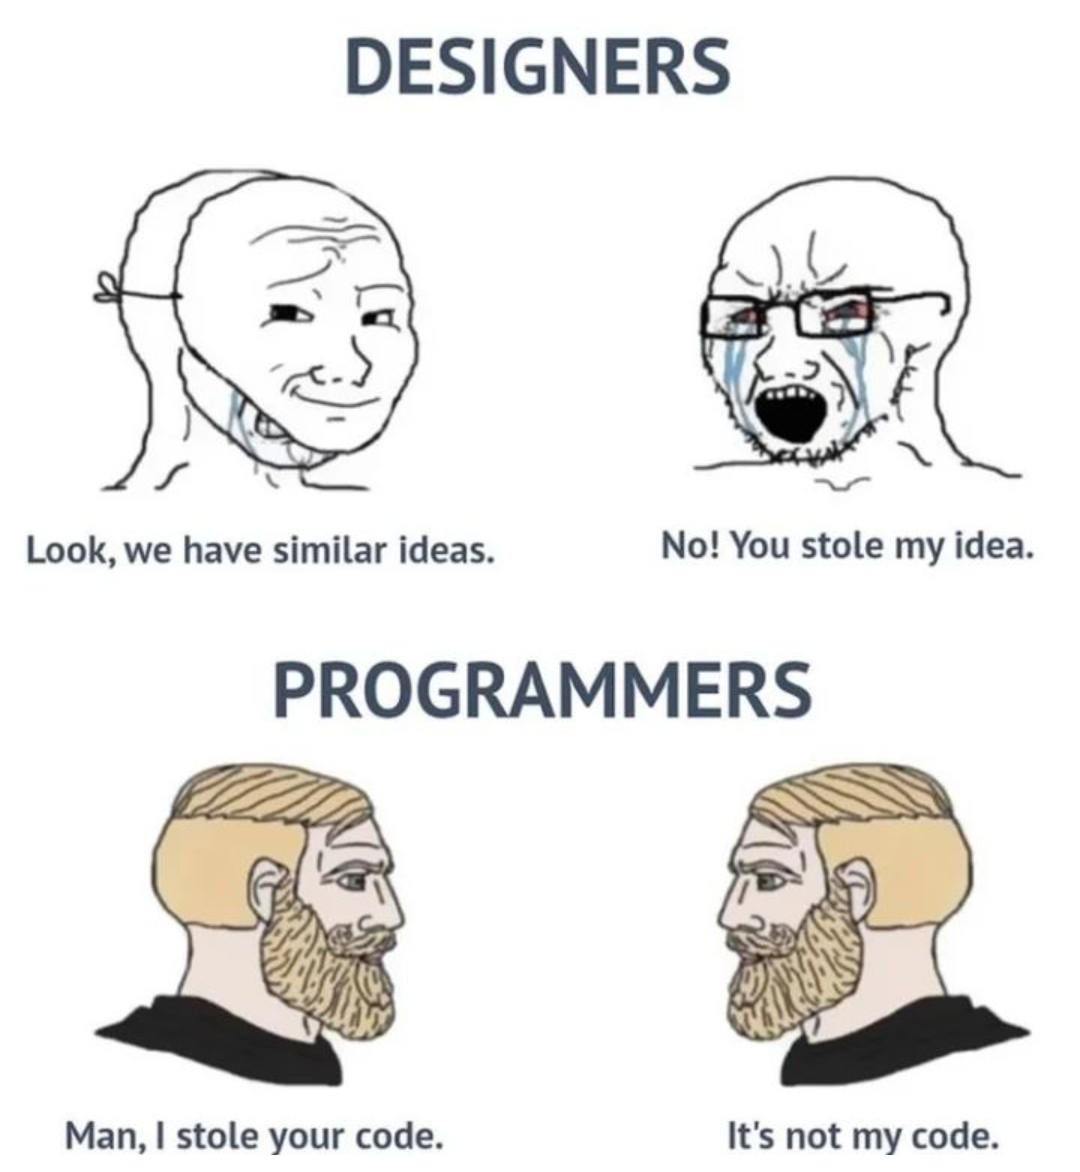 DESIGNERS
Look, we have similar ideas.
No! You stole my idea.
PROGRAMMERS
Man, I stole your code.
It's not my code.